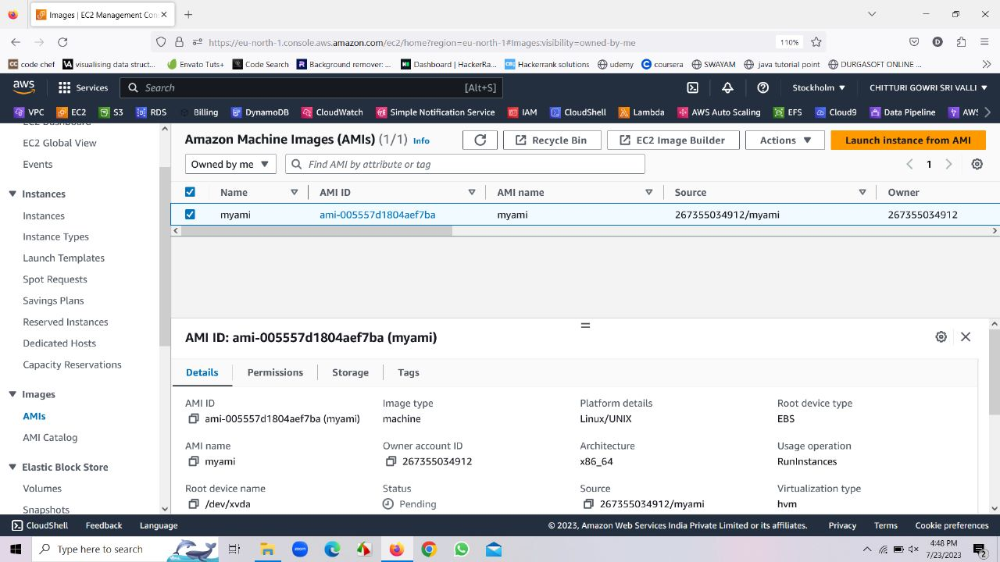 Images | EC2 Management Con
https://eu-north-1.console.aws.amazon.com/ec2/home?region=eu-north-1#Images:visibility=owned-by-me
110%
code chef
visualising data struct...
Envato Tuts+
Code Search
Background remover: ...
Dashboard | HackerRa...
Hackerrank solutions
udemy
coursera
SWAYAM
java tutorial point
DURGASOFT ONLINE ...
aws
Services
Search
[Alt+S]
Stockholm
CHITTURI GOWRI SRI VALLI
VPC
EC2
S3
RDS
Billing
DynamoDB
CloudWatch
Simple Notification Service
IAM
CloudShell
Lambda
AWS Auto Scaling
EFS
Cloud9
Data Pipeline
AWS
EC2 Dashboard
EC2 Global View
Events
Instances
Instances
Instance Types
Launch Templates
Spot Requests
Savings Plans
Reserved Instances
Dedicated Hosts
Capacity Reservations
Images
AMIs
AMI Catalog
Elastic Block Store
Volumes
Snapshots
Amazon Machine Images (AMIs) (1/1) Info
Recycle Bin
EC2 Image Builder
Actions
Launch instance from AMI
Owned by me
Find AMI by attribute or tag
1
Name
AMI ID
AMI name
Source
Owner
myami
ami-005557d1804aef7ba
myami
267355034912/myami
267355034912
AMI ID: ami-005557d1804aef7ba (myami)
Details
Permissions
Storage
Tags
AMI ID
ami-005557d1804aef7ba (myami)
Image type
machine
Platform details
Linux/UNIX
Root device type
EBS
AMI name
myami
Owner account ID
267355034912
Architecture
x86_64
Usage operation
RunInstances
Root device name
/dev/xvda
Status
Pending
Source
267355034912/myami
Virtualization type
hvm
CloudShell
Feedback
Language
© 2023, Amazon Web Services India Private Limited or its affiliates.
Privacy
Terms
Cookie preferences
Type here to search
zoom
4:48 PM
7/23/2023
2